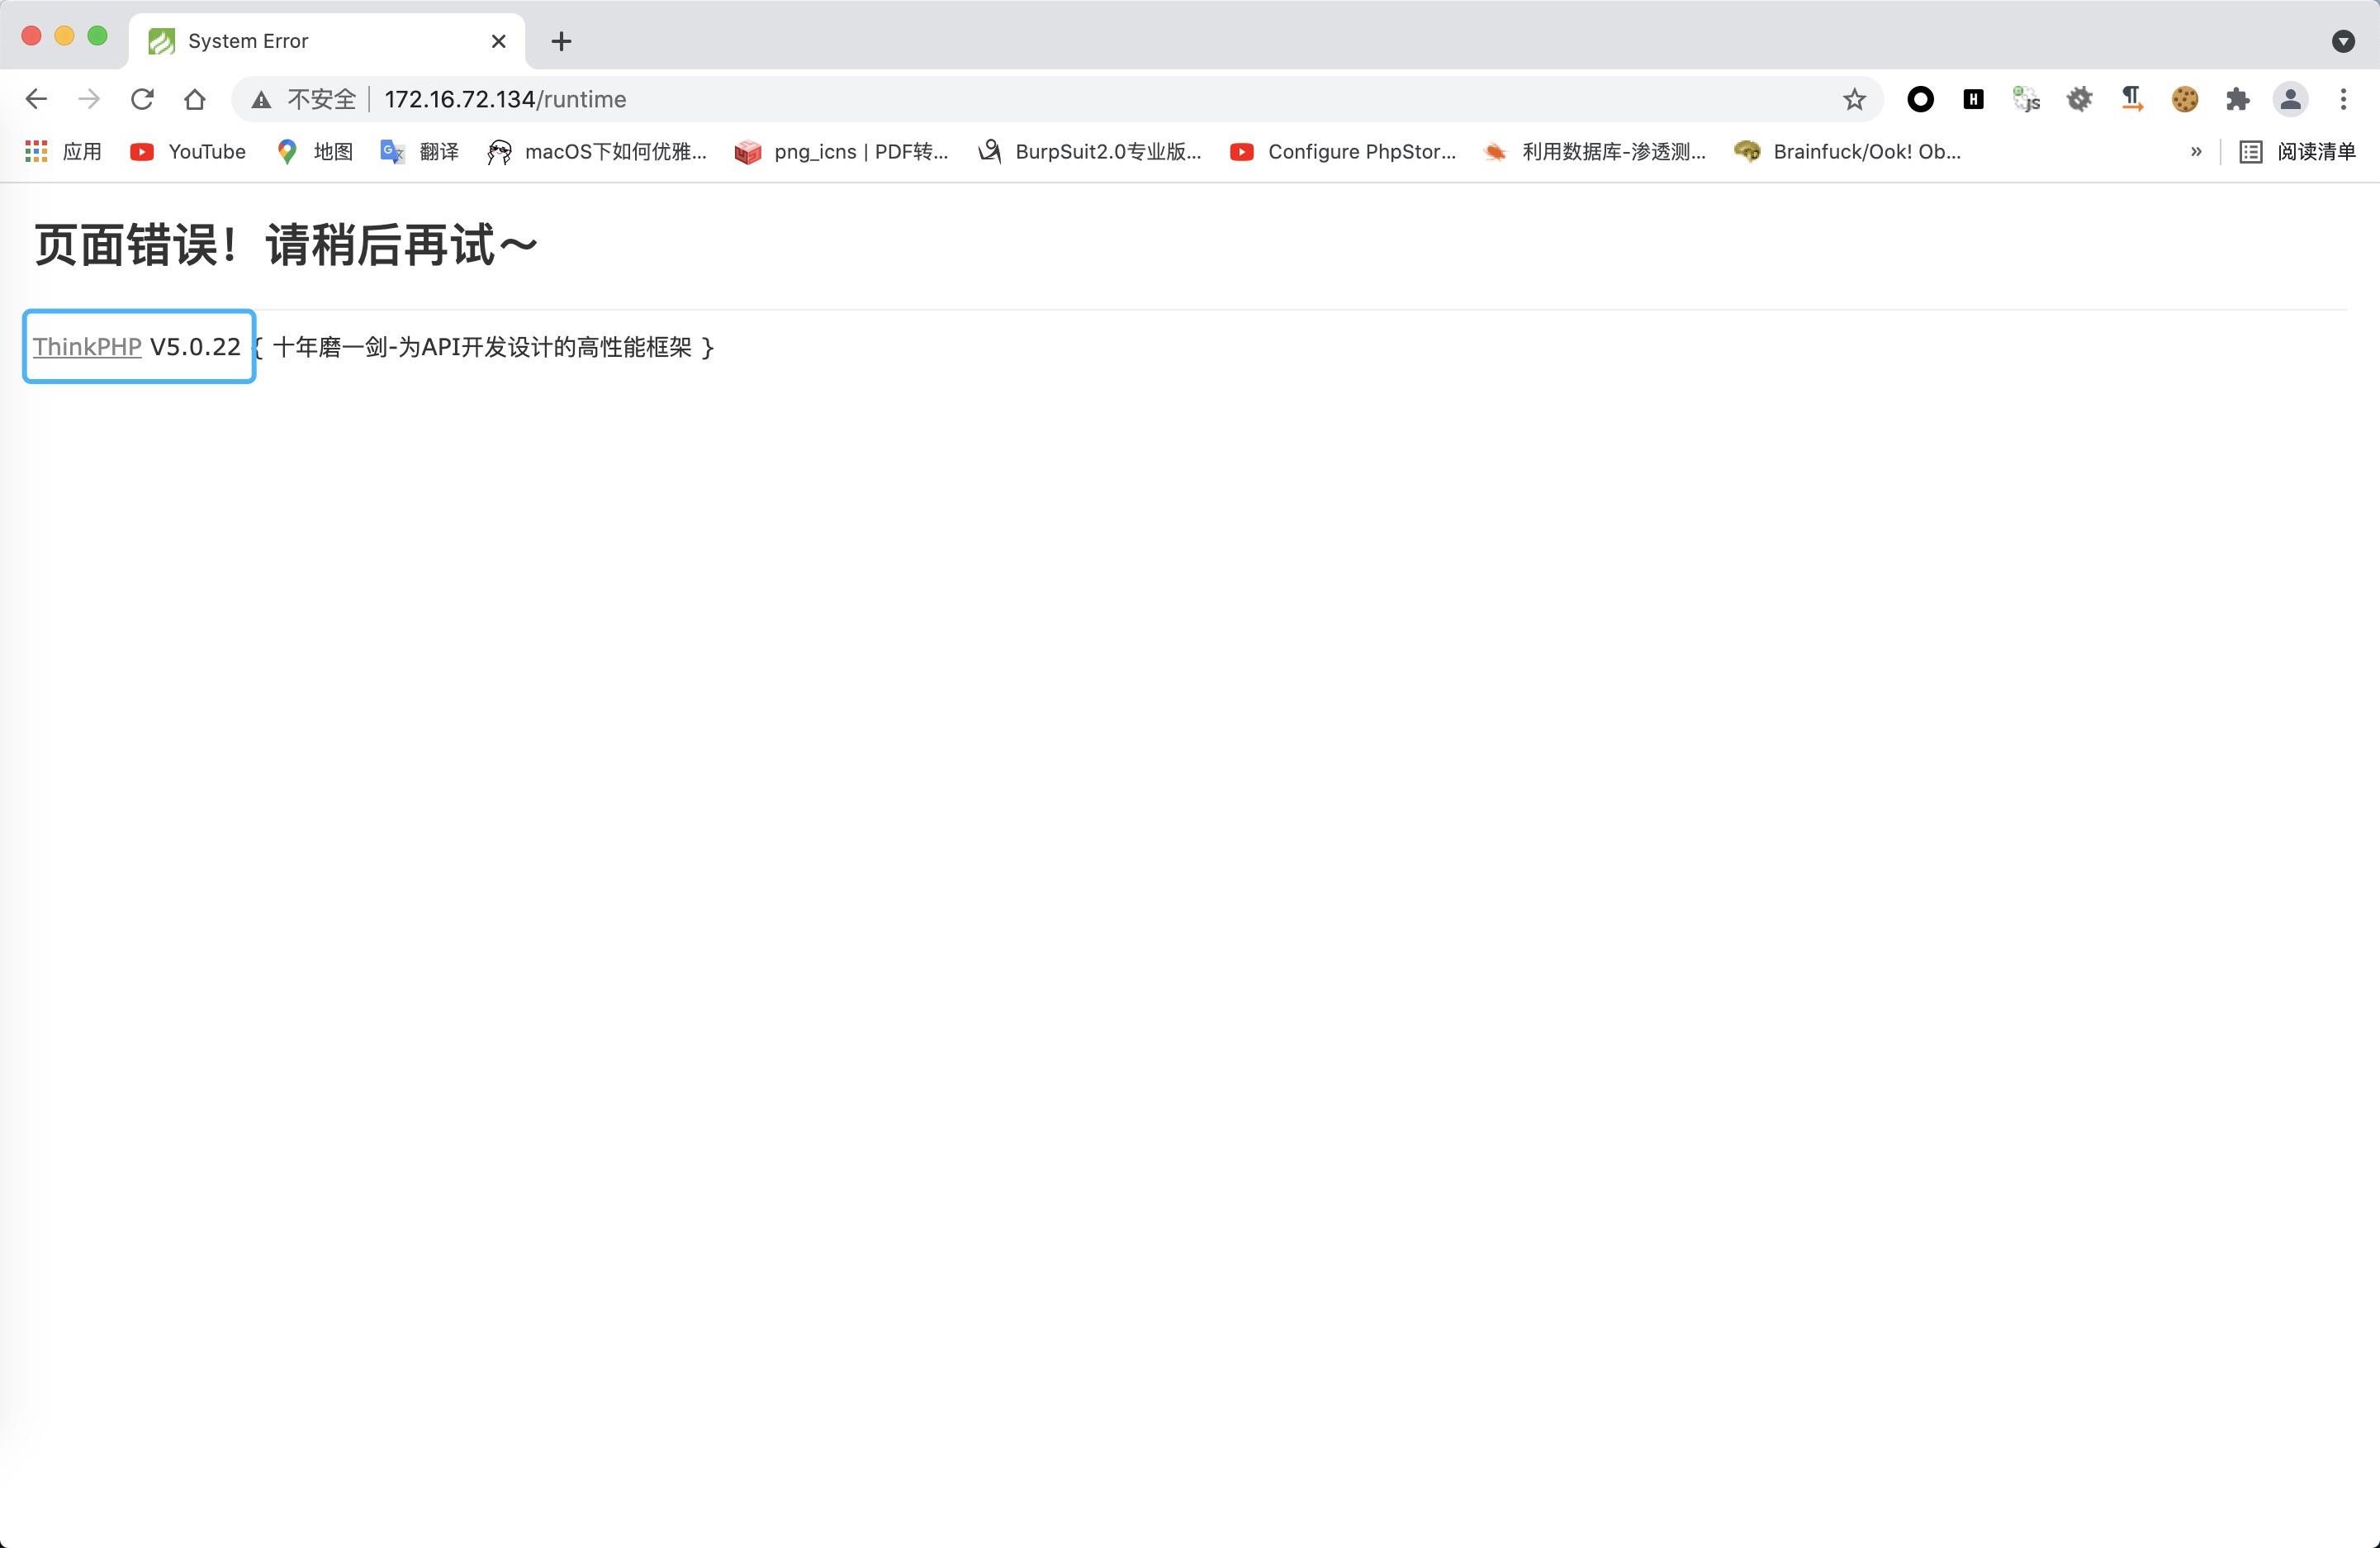 System Error
不安全 172.16.72.134/runtime
应用 YouTube 地图 翻译 macOS下如何优雅... png_icns | PDF转... BurpSuit2.0专业版... Configure PhpStor... 利用数据库-渗透测... Brainfuck/Ook! Ob... » 阅读清单
页面错误！请稍后再试～
ThinkPHP V5.0.22 { 十年磨一剑-为API开发设计的高性能框架 }